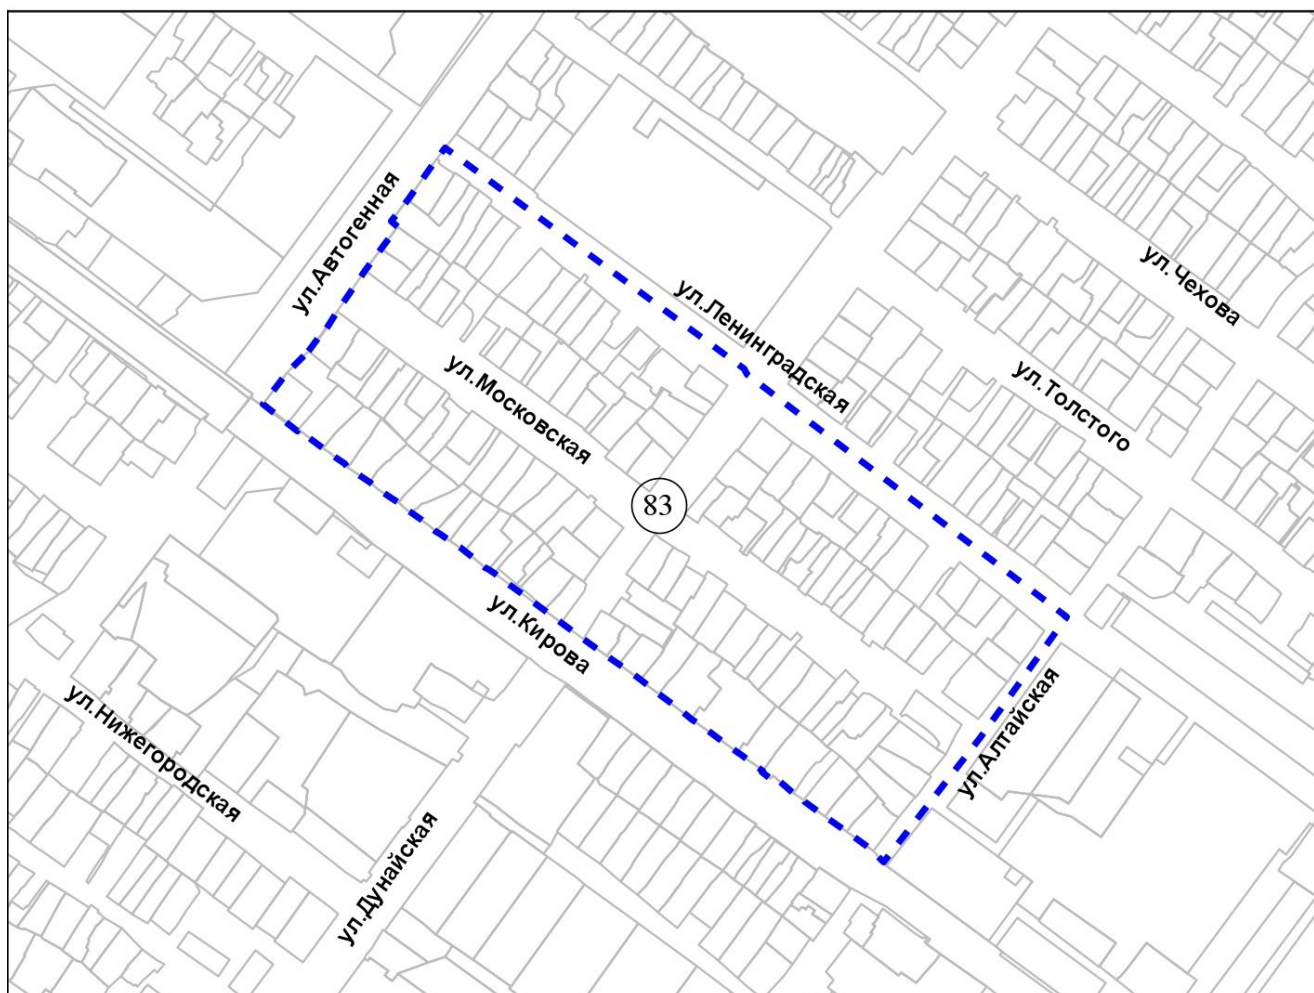 ул.Автогенная
ул.Чехова
ул.Ленинградская
ул.Толстого
ул.Московская
83
ул.Кирова
ул.Алтайская
ул.Нижегородская
ул.Дунайская